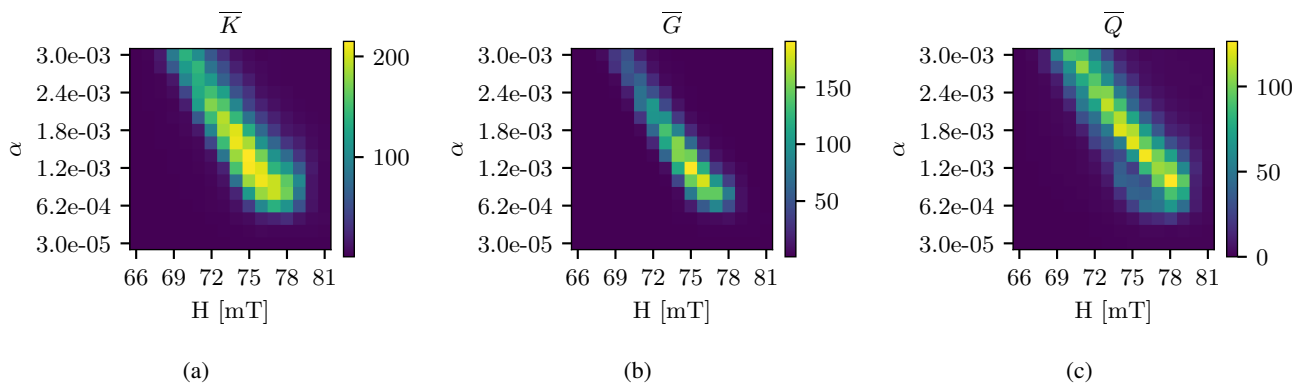 K
3.0e-03
2.4e-03
1.8e-03
1.2e-03
6.2e-04
3.0e-05
α
66 69 72 75 78 81
H [mT]
200
100
(a)
G
3.0e-03
2.4e-03
1.8e-03
1.2e-03
6.2e-04
3.0e-05
α
66 69 72 75 78 81
H [mT]
150
100
50
(b)
Q
3.0e-03
2.4e-03
1.8e-03
1.2e-03
6.2e-04
3.0e-05
α
66 69 72 75 78 81
H [mT]
100
50
0
(c)